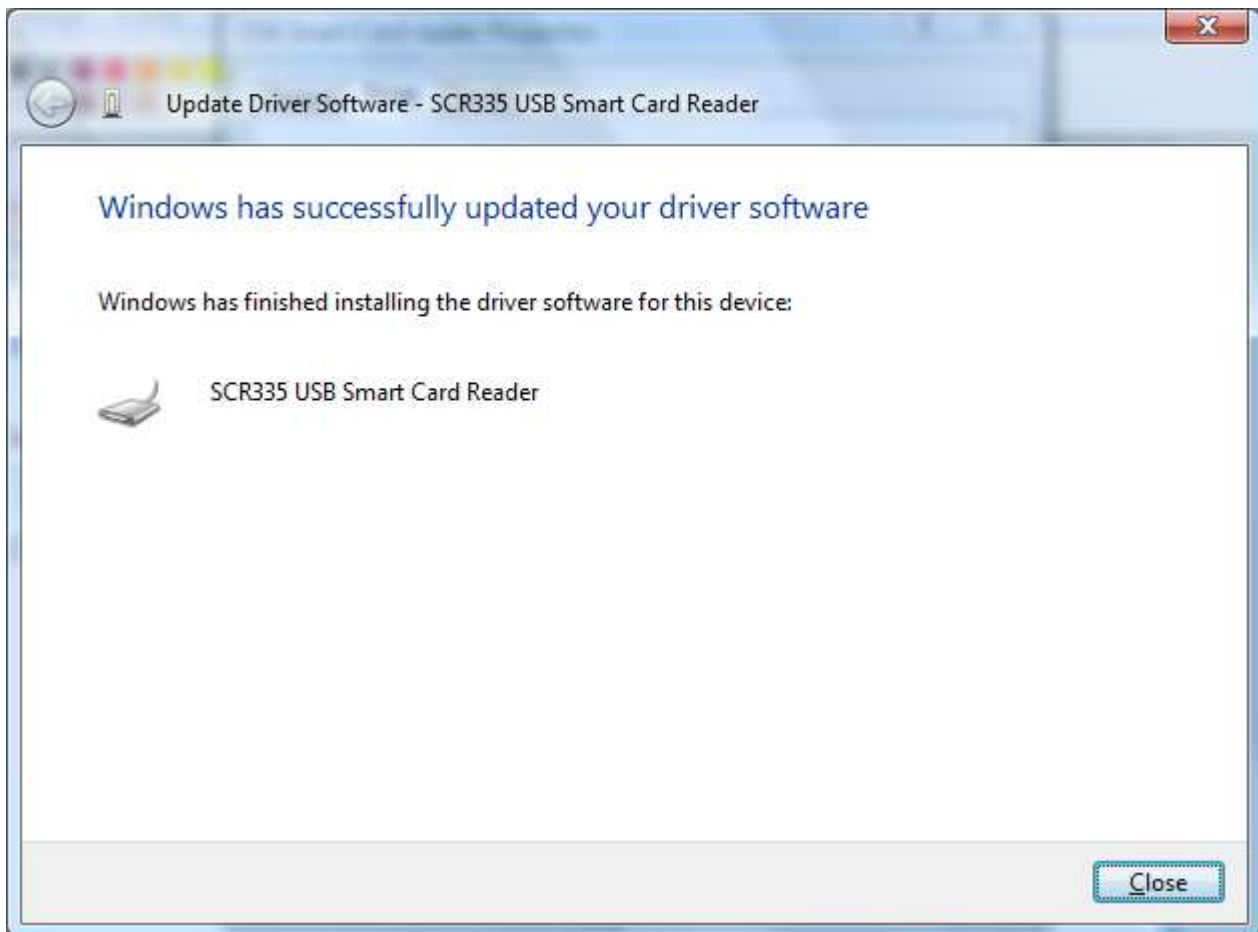 Update Driver Software - SCR335 USB Smart Card Reader
Windows has successfully updated your driver software
Windows has finished installing the driver software for this device:
SCR335 USB Smart Card Reader
Close